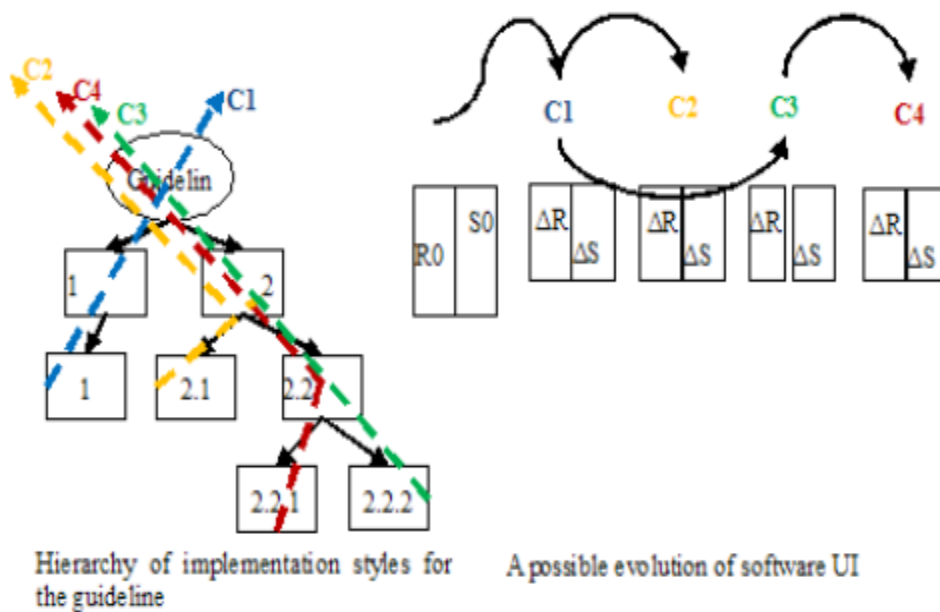 C2
C4
C3
C1
Guidelin
1
2
1
2.1
2.2
2.2.1
2.2.2
Hierarchy of implementation styles for
the guideline
C1 C2 C3 C4
R0 S0 ΔR ΔS ΔR ΔS ΔR ΔS ΔR ΔS
A possible evolution of software UI